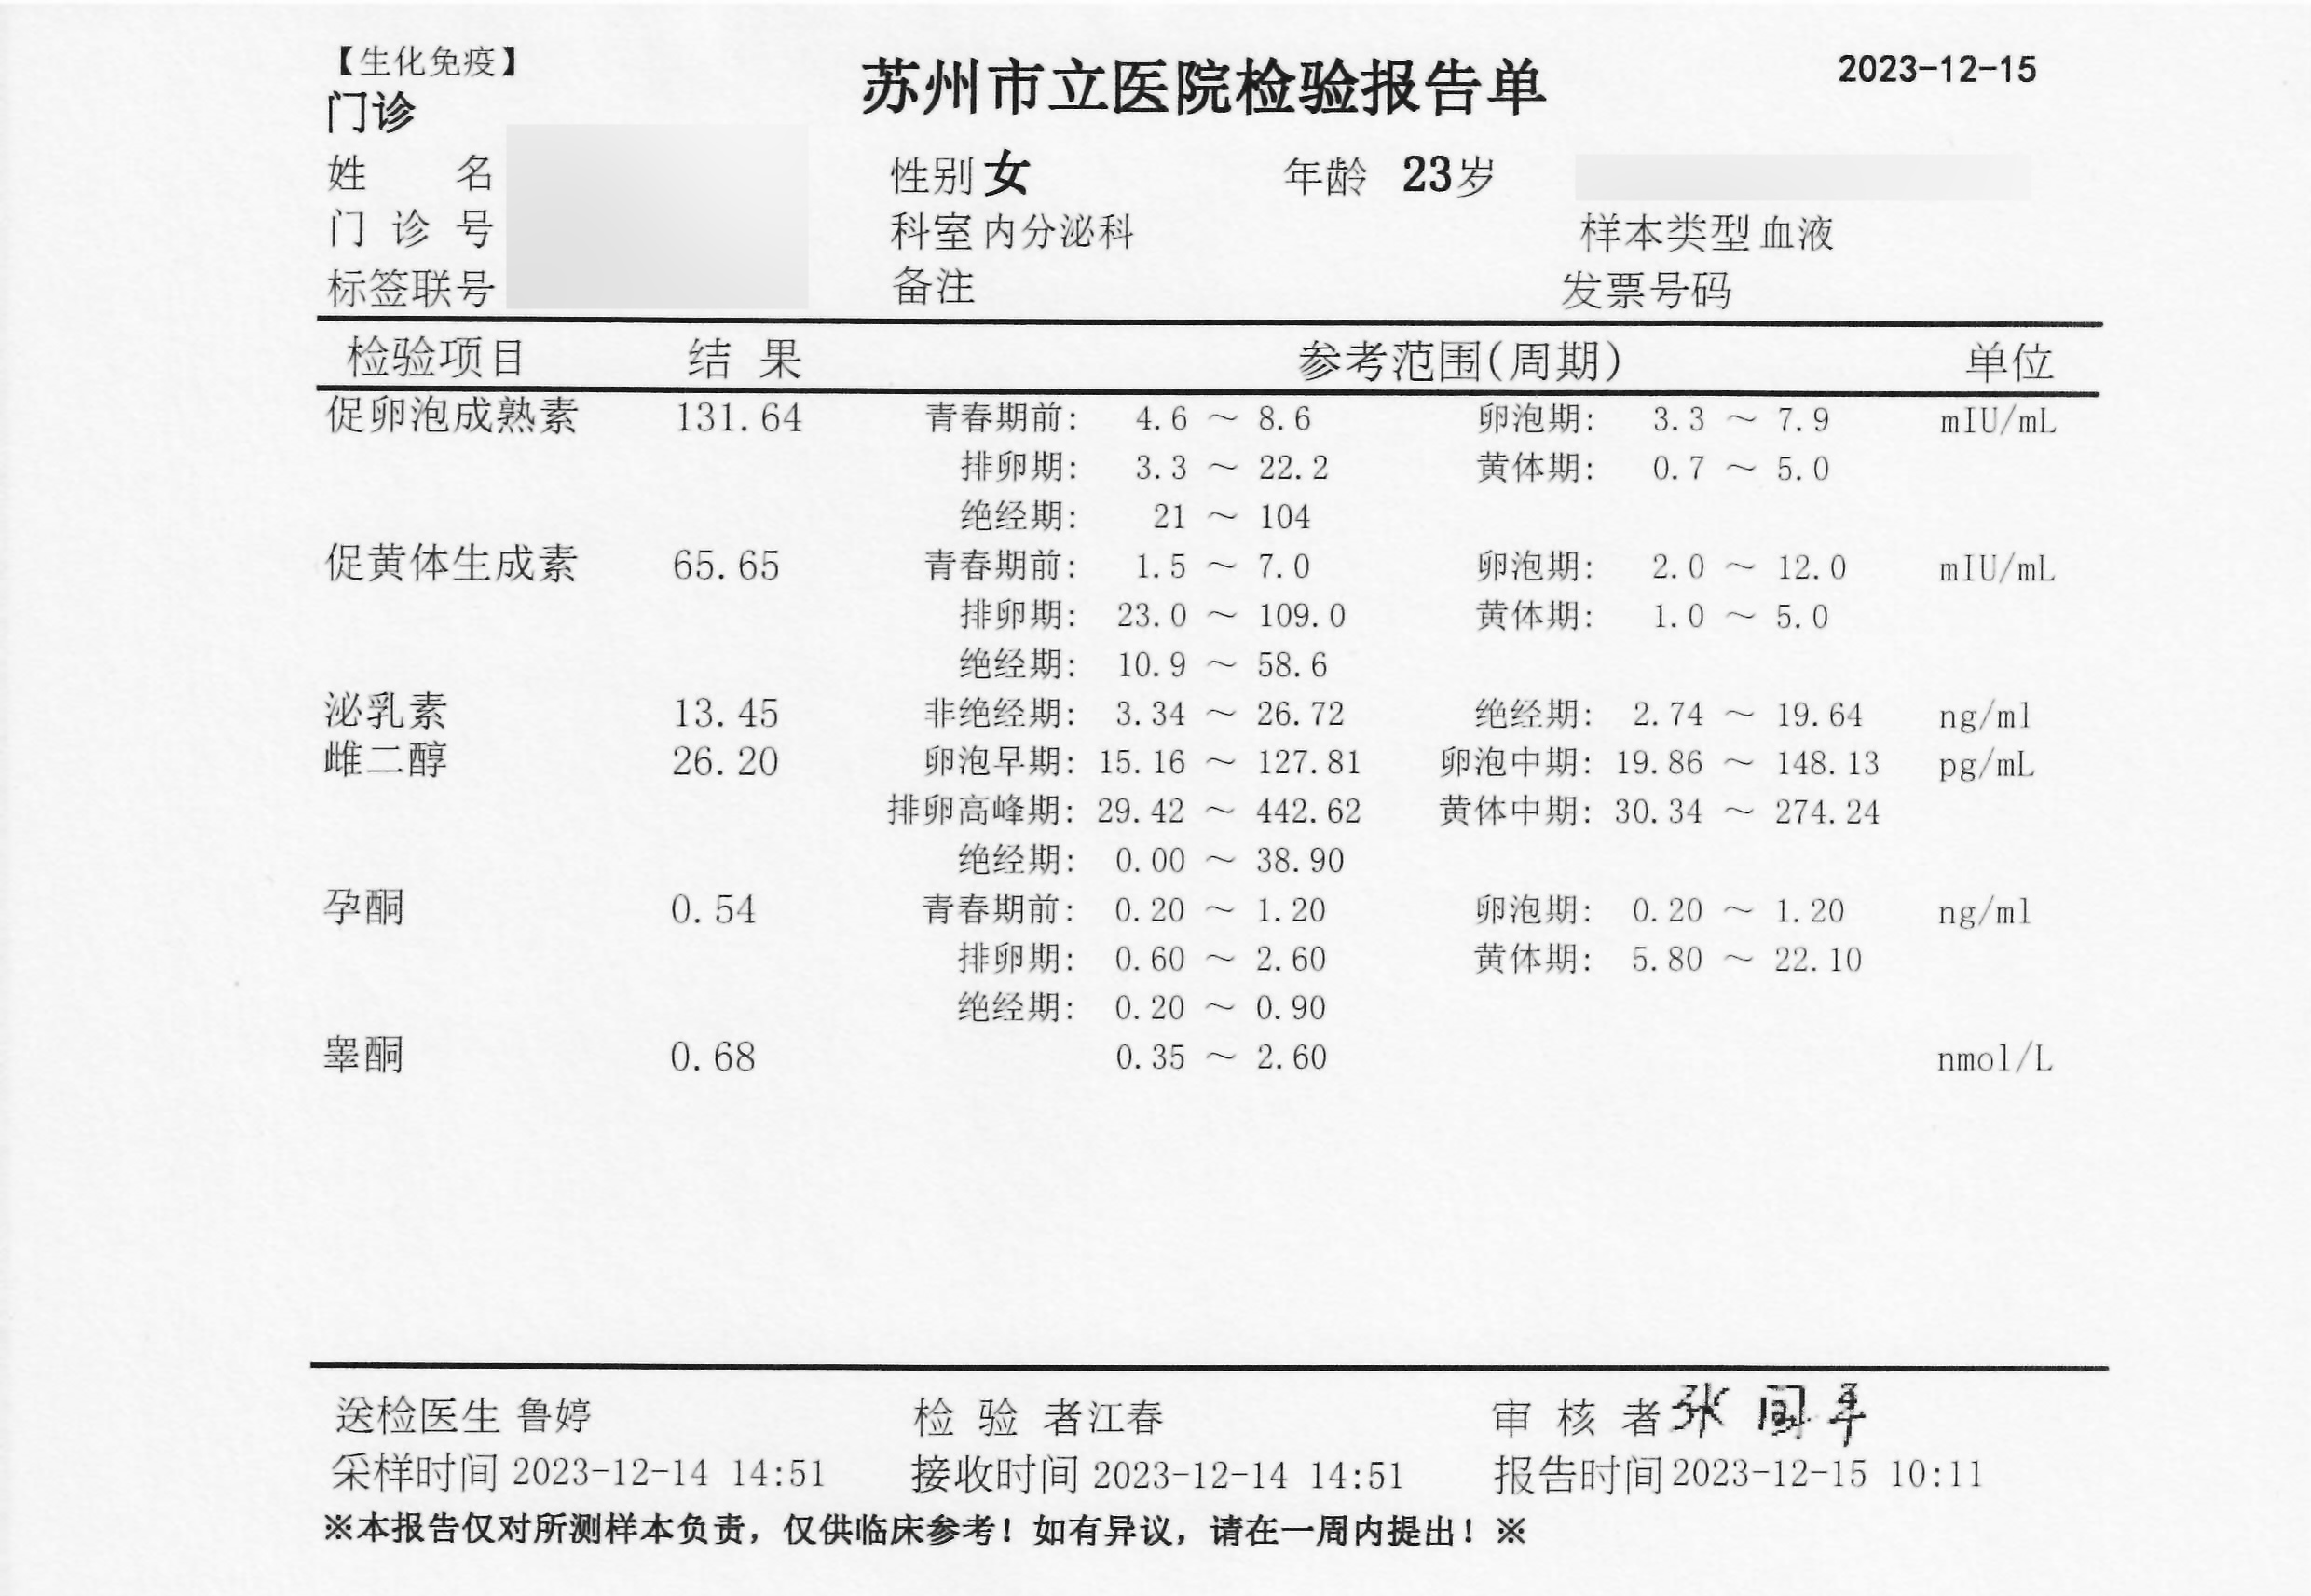 【生化免疫】
苏州市立医院检验报告单
2023-12-15
门诊
姓 名 性别 女 年龄 23岁
门 诊 号 科室 内分泌科 样本类型 血液
标签联号 备注 发票号码
检验项目 结 果 参考范围(周期) 单位
促卵泡成熟素 131.64 青春期前: 4.6 ～ 8.6 卵泡期: 3.3 ～ 7.9 mIU/mL
排卵期: 3.3 ～ 22.2 黄体期: 0.7 ～ 5.0
绝经期: 21 ～ 104
促黄体生成素 65.65 青春期前: 1.5 ～ 7.0 卵泡期: 2.0 ～ 12.0 mIU/mL
排卵期: 23.0 ～ 109.0 黄体期: 1.0 ～ 5.0
绝经期: 10.9 ～ 58.6
泌乳素 13.45 非绝经期: 3.34 ～ 26.72 绝经期: 2.74 ～ 19.64 ng/ml
雌二醇 26.20 卵泡早期: 15.16 ～ 127.81 卵泡中期: 19.86 ～ 148.13 pg/mL
排卵高峰期: 29.42 ～ 442.62 黄体中期: 30.34 ～ 274.24
绝经期: 0.00 ～ 38.90
孕酮 0.54 青春期前: 0.20 ～ 1.20 卵泡期: 0.20 ～ 1.20 ng/ml
排卵期: 0.60 ～ 2.60 黄体期: 5.80 ～ 22.10
绝经期: 0.20 ～ 0.90
睾酮 0.68 0.35 ～ 2.60 nmol/L
送检医生 鲁婷 检 验 者 江春 审 核 者 张
采样时间 2023-12-14 14:51 接收时间 2023-12-14 14:51 报告时间 2023-12-15 10:11
※本报告仅对所测样本负责，仅供临床参考！如有异议，请在一周内提出！※